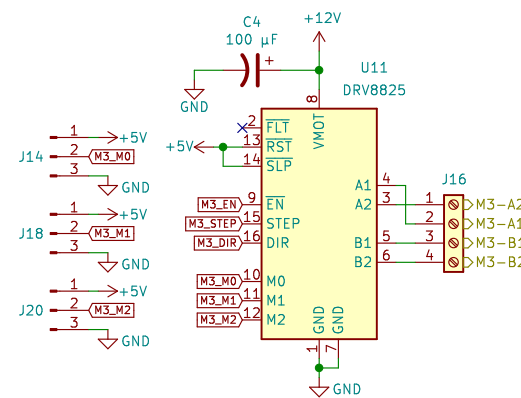 +12V
C4
100 µF
+
GND
U11
DRV8825
8
VMOT
2
FLT
+5V
13
RST
14
SLP
M3_EN
9
EN
M3_STEP
15
STEP
M3_DIR
16
DIR
M3_M0
10
M0
M3_M1
11
M1
M3_M2
12
M2
A1
4
A2
3
B1
5
B2
6
GND
GND
1
7
GND
J16
1
M3-A2
2
M3-A1
3
M3-B1
4
M3-B2
J14
1
+5V
2
M3_M0
3
GND
J18
1
+5V
2
M3_M1
3
GND
J20
1
+5V
2
M3_M2
3
GND